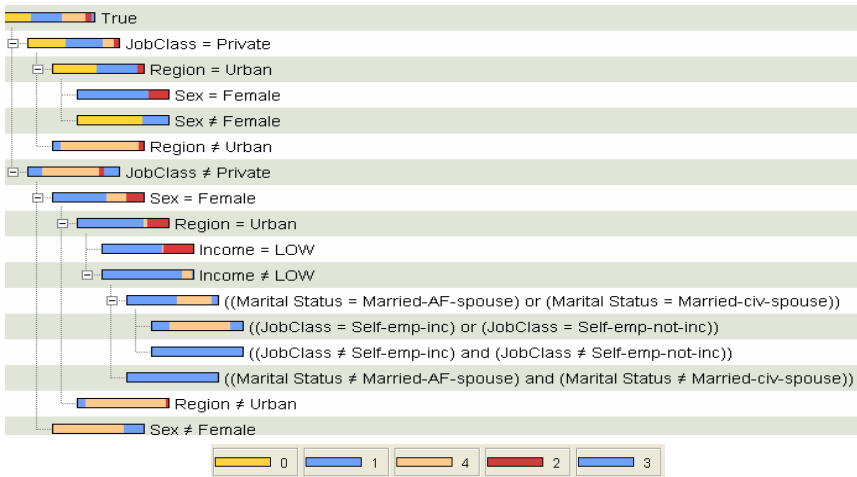 True
JobClass = Private
Region = Urban
Sex = Female
Sex ≠ Female
Region ≠ Urban
JobClass ≠ Private
Sex = Female
Region = Urban
Income = LOW
Income ≠ LOW
((Marital Status = Married-AF-spouse) or (Marital Status = Married-civ-spouse))
((JobClass = Self-emp-inc) or (JobClass = Self-emp-not-inc))
((JobClass ≠ Self-emp-inc) and (JobClass ≠ Self-emp-not-inc))
((Marital Status ≠ Married-AF-spouse) and (Marital Status ≠ Married-civ-spouse))
Region ≠ Urban
Sex ≠ Female
0 1 4 2 3